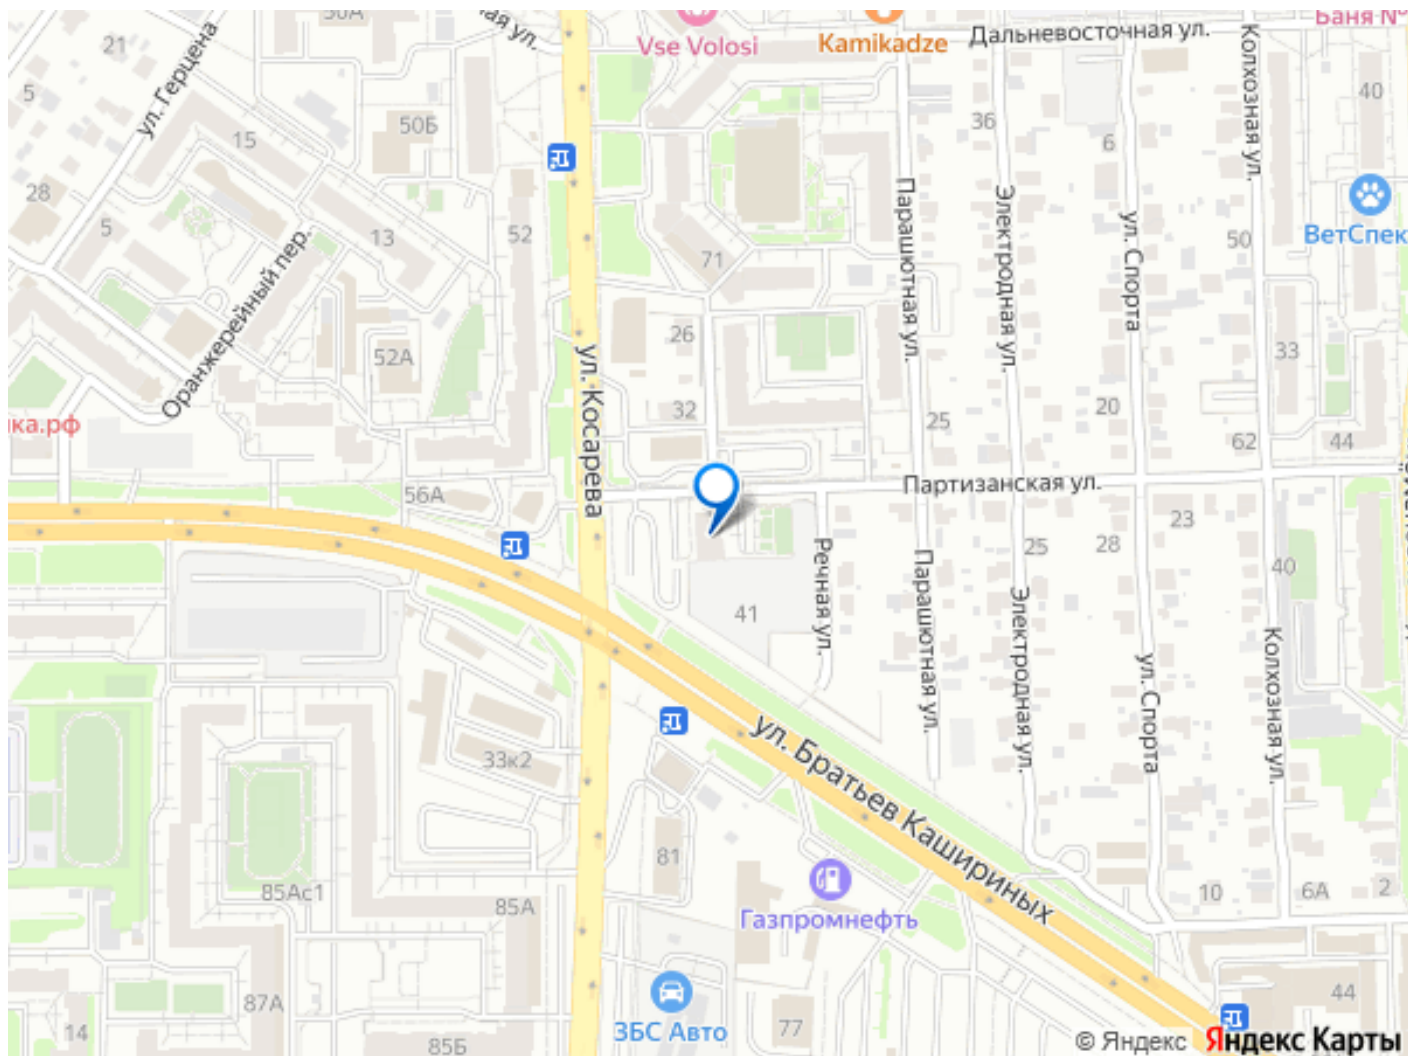 50А
ная ул.
Vse Volosi
Kamikadze
Дальневосточная ул.
Баня №
21
ул. Герцена
5
15
50Б
36
6
Колхозная ул.
40
28
5
13
52
71
Парашютная ул.
Электродная ул.
ул. Спорта
50
ВетСпек
Оранжерейный пер.
52А
26
ул. Косарева
33
32
25
20
62
44
ка.рф
56А
Партизанская ул.
23
Речная ул.
25
28
40
41
Парашютная ул.
Электродная ул.
ул. Спорта
Колхозная ул.
33к2
ул. Братьев Кашириных
81
85Ас1
85А
Газпромнефть
10
6А
2
87А
14
85Б
ЗБС Авто
77
44
© Яндекс Яндекс Карты